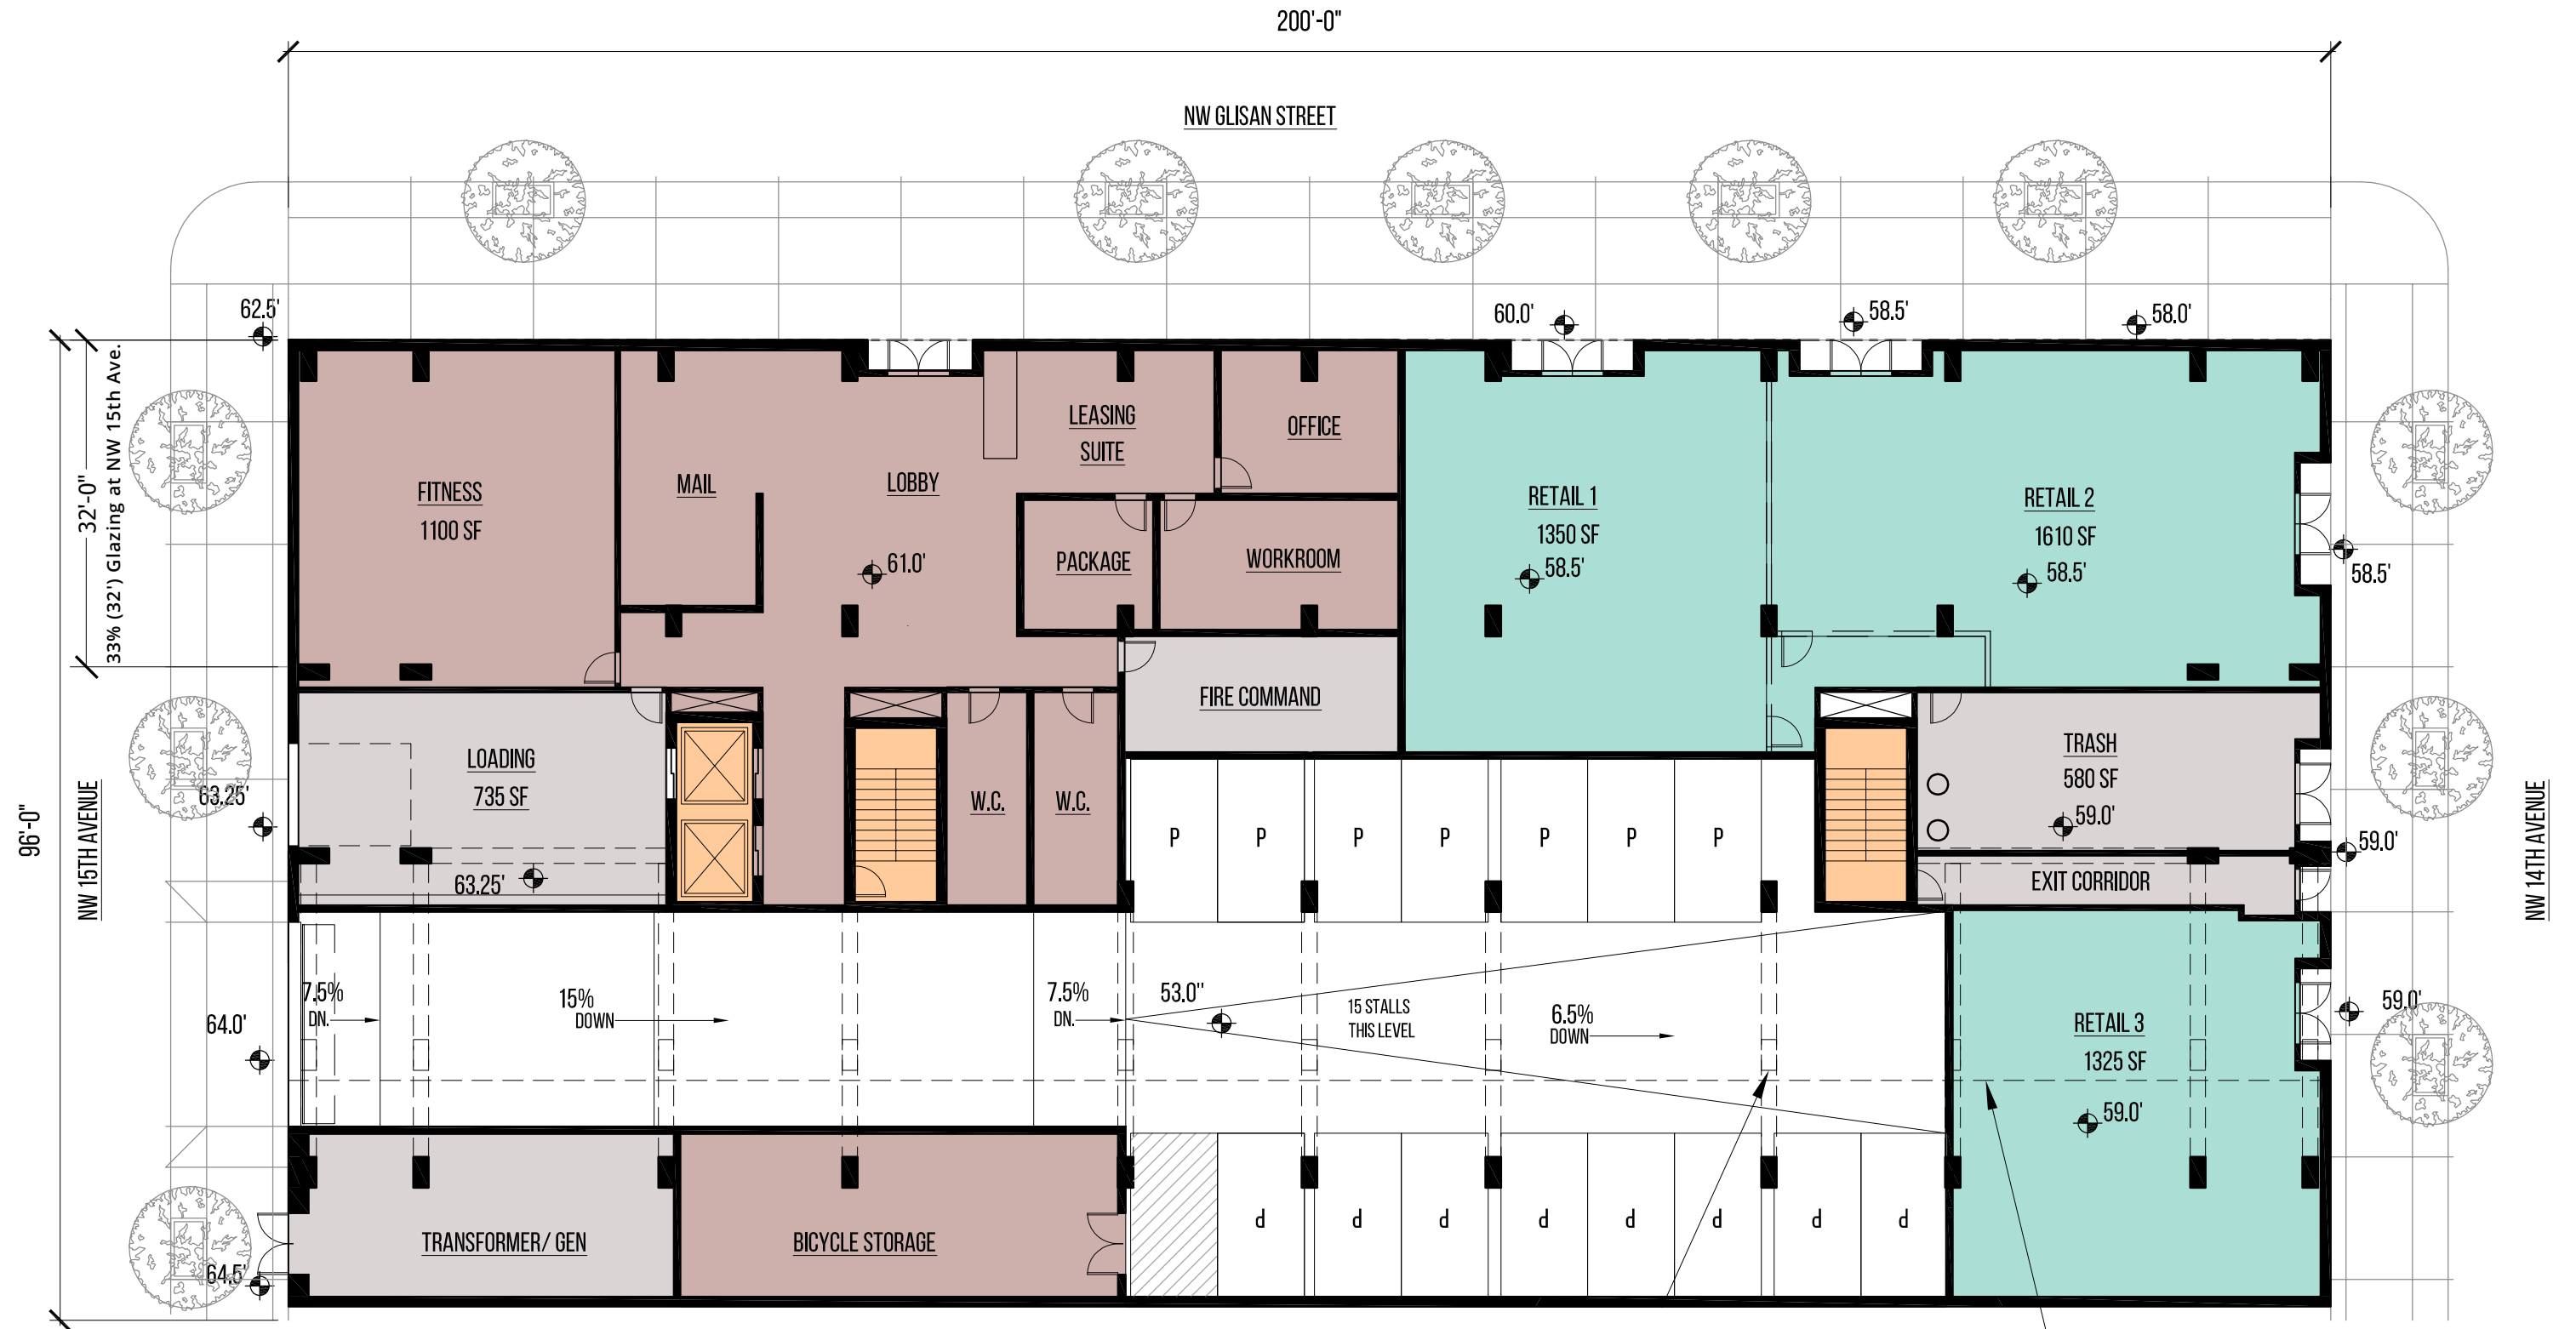 200'-0"
NW GLISAN STREET
62.5'
60.0'
58.5'
58.0'
32'-0"
33% (32') Glazing at NW 15th Ave.
96'-0"
NW 15TH AVENUE
NW 14TH AVENUE
FITNESS
1100 SF
MAIL
LOBBY
61.0'
LEASING
SUITE
OFFICE
PACKAGE
WORKROOM
RETAIL 1
1350 SF
58.5'
RETAIL 2
1610 SF
58.5'
58.5'
FIRE COMMAND
LOADING
735 SF
63.25'
63.25'
W.C.
W.C.
TRASH
580 SF
59.0'
59.0'
EXIT CORRIDOR
P
P
P
P
P
P
P
64.0'
7.5%
DN.
15%
DOWN
7.5%
DN.
53.0"
15 STALLS
THIS LEVEL
6.5%
DOWN
RETAIL 3
1325 SF
59.0'
59.0'
64.5'
TRANSFORMER/ GEN
BICYCLE STORAGE
d
d
d
d
d
d
d
d